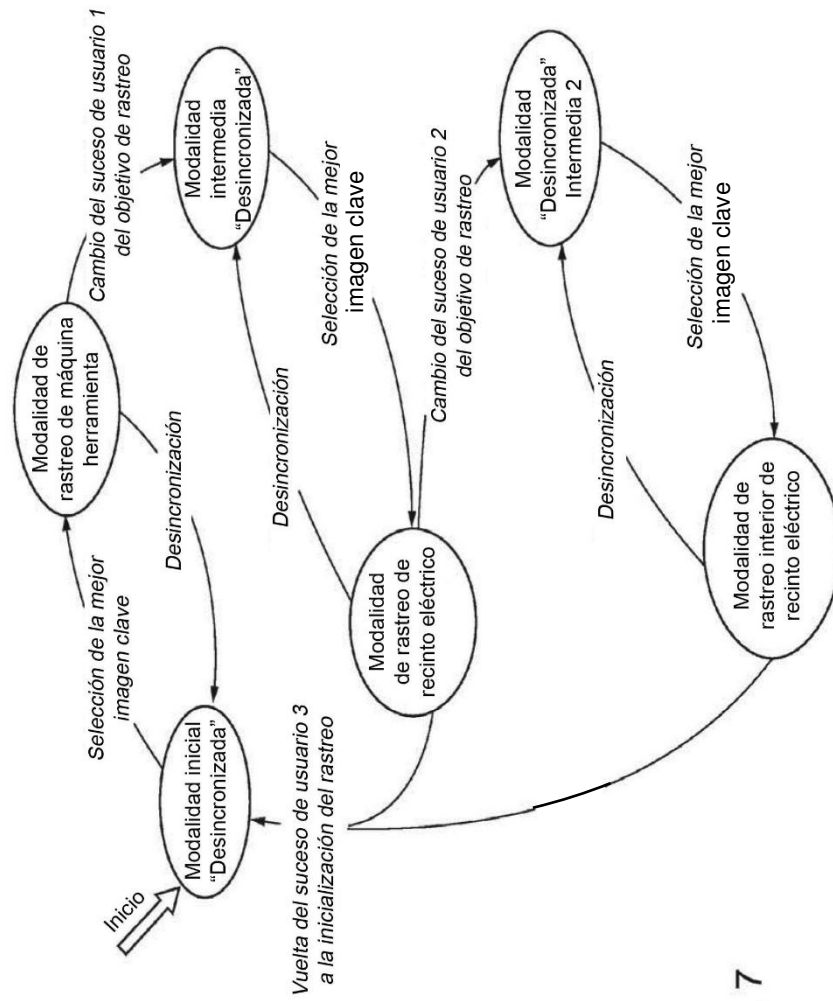 Inicio
Modalidad inicial
“Desincronizada”
Selección de la mejor
imagen clave
Modalidad de
rastreo de máquina
herramienta
Desincronización
Cambio del suceso de usuario 1
del objetivo de rastreo
Modalidad
intermedia
“Desincronizada”
Vuelta del suceso de usuario 3
a la inicialización del rastreo
Modalidad
de rastreo de
recinto eléctrico
Desincronización
Selección de la mejor
imagen clave
Cambio del suceso de usuario 2
del objetivo de rastreo
Modalidad
“Desincronizada”
Intermedia 2
Desincronización
Selección de la mejor
imagen clave
Modalidad de
rastreo interior de
recinto eléctrico
7